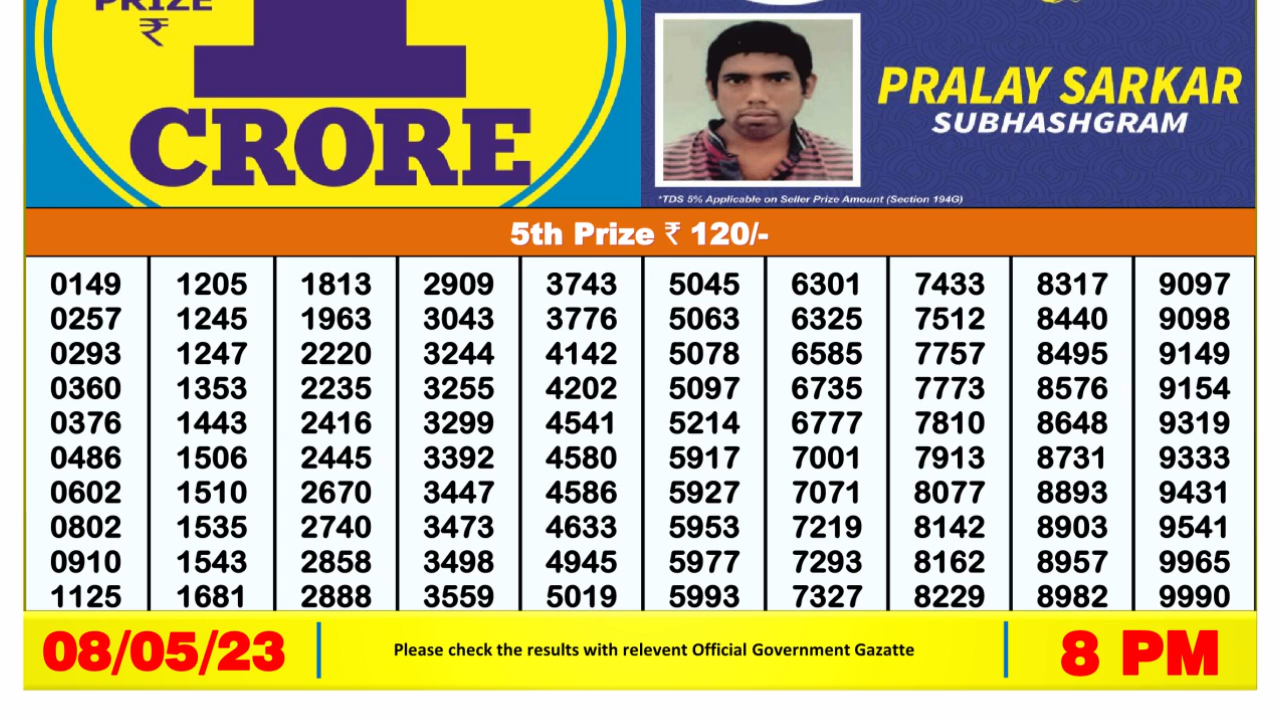 PRIZE
₹
1
CRORE
PRALAY SARKAR
SUBHASHGRAM
*TDS 5% Applicable on Seller Prize Amount (Section 194G)
5th Prize ₹ 120/-
0149 1205 1813 2909 3743 5045 6301 7433 8317 9097
0257 1245 1963 3043 3776 5063 6325 7512 8440 9098
0293 1247 2220 3244 4142 5078 6585 7757 8495 9149
0360 1353 2235 3255 4202 5097 6735 7773 8576 9154
0376 1443 2416 3299 4541 5214 6777 7810 8648 9319
0486 1506 2445 3392 4580 5917 7001 7913 8731 9333
0602 1510 2670 3447 4586 5927 7071 8077 8893 9431
0802 1535 2740 3473 4633 5953 7219 8142 8903 9541
0910 1543 2858 3498 4945 5977 7293 8162 8957 9965
1125 1681 2888 3559 5019 5993 7327 8229 8982 9990
08/05/23
Please check the results with relevent Official Government Gazatte
8 PM